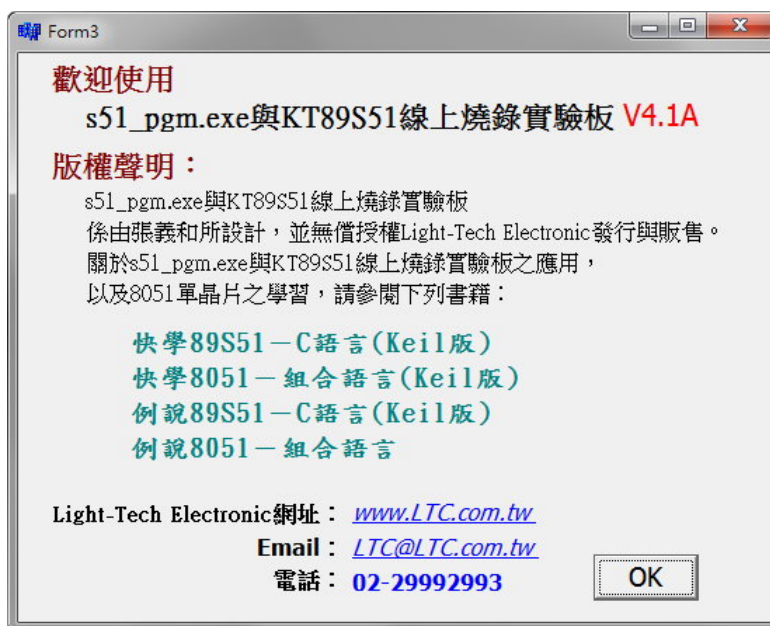 Form3
歡迎使用
s51_pgm.exe與KT89S51線上燒錄實驗板 V4.1A
版權聲明：
s51_pgm.exe與KT89S51線上燒錄實驗板
係由張義和所設計，並無償授權Light-Tech Electronic發行與販售。
關於s51_pgm.exe與KT89S51線上燒錄實驗板之應用，
以及8051單晶片之學習，請參閱下列書籍：
快學89S51－C語言(Keil版)
快學8051－組合語言(Keil版)
例說89S51－C語言(Keil版)
例說8051－組合語言
Light-Tech Electronic網址： www.LTC.com.tw
Email： LTC@LTC.com.tw
電話： 02-29992993
OK